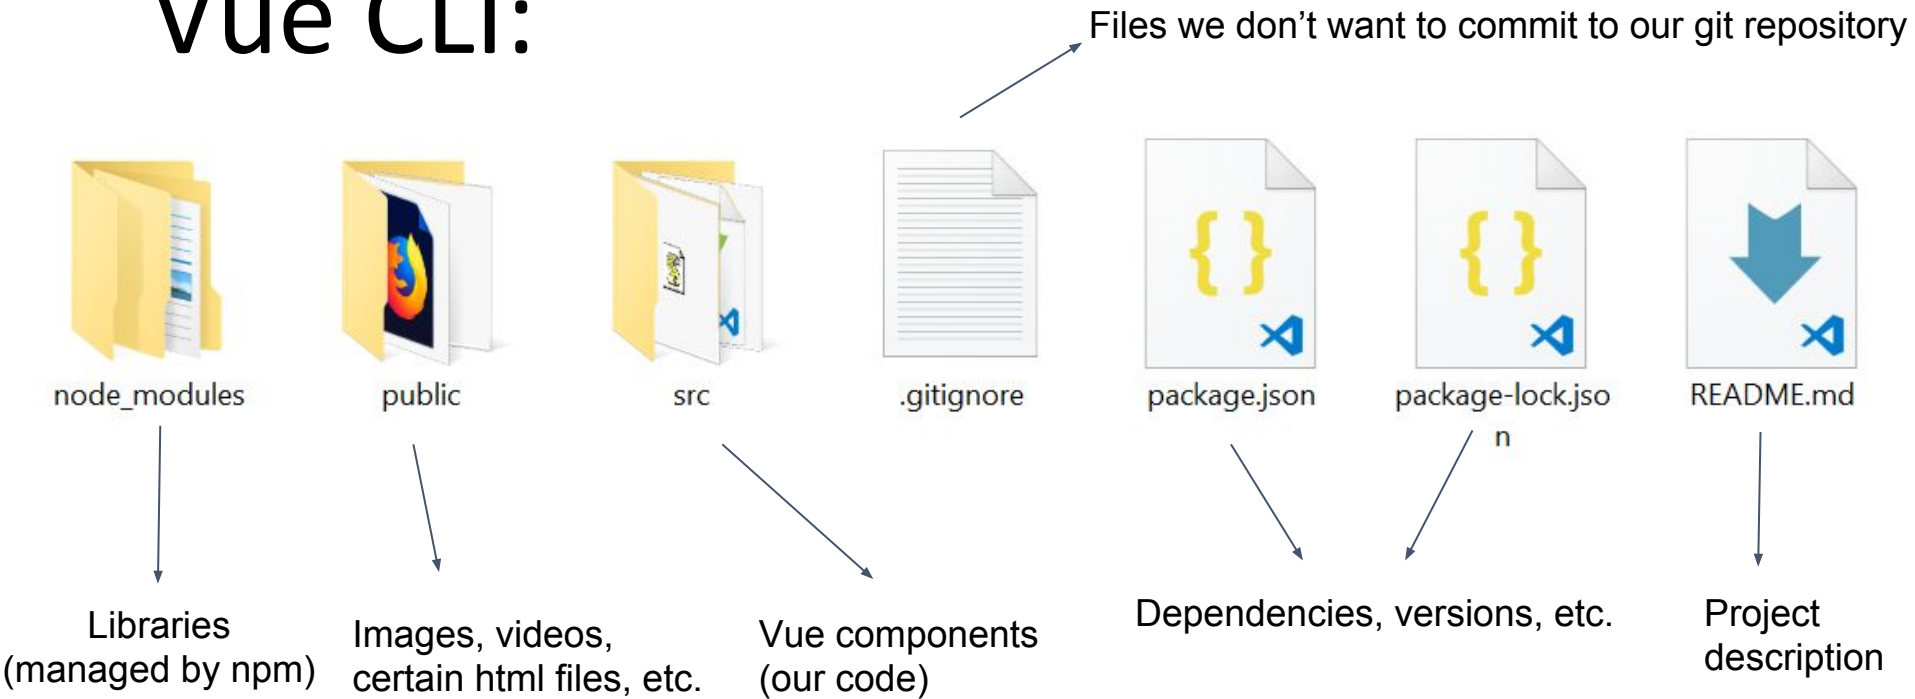 Vue CLI:
Files we don’t want to commit to our git repository
node_modules
public
src
.gitignore
package.json
package-lock.jso
n
README.md
Libraries
(managed by npm)
Images, videos,
certain html files, etc.
Vue components
(our code)
Dependencies, versions, etc.
Project
description